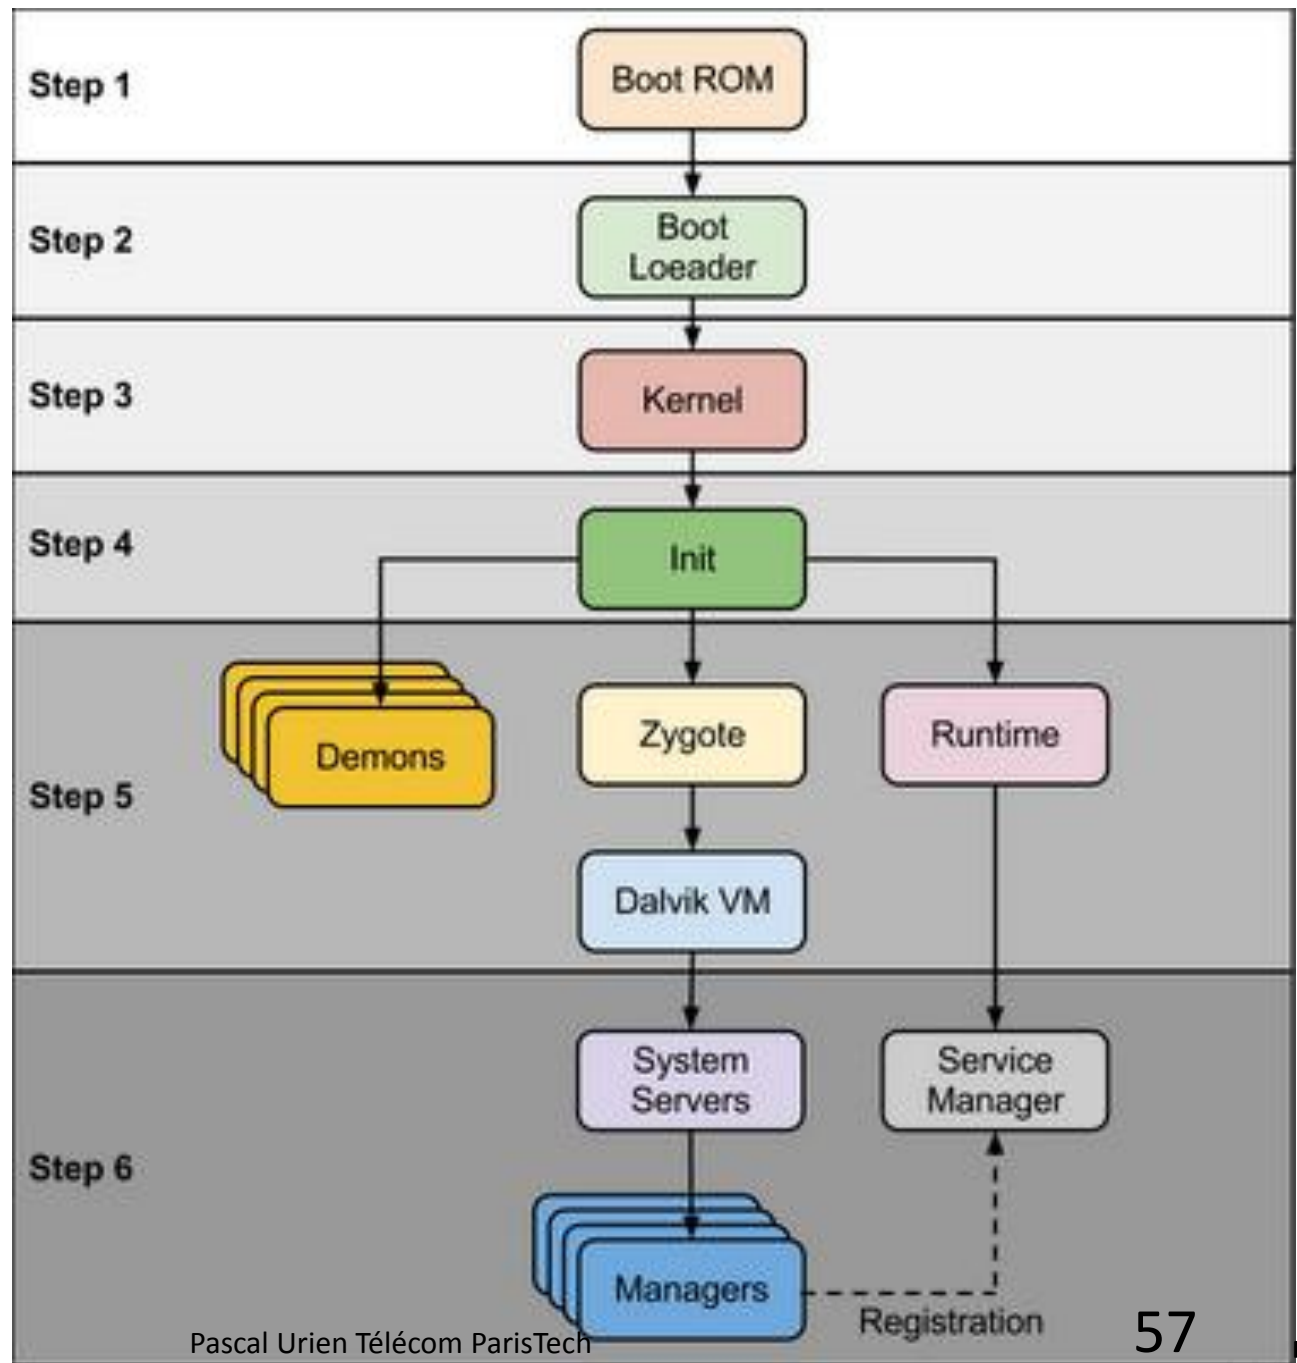 Step 1
Boot ROM
Step 2
Boot
Loeader
Step 3
Kernel
Step 4
Init
Step 5
Demons
Zygote
Runtime
Dalvik VM
Step 6
System
Servers
Service
Manager
Managers
Registration
Pascal Urien Télécom ParisTech
57